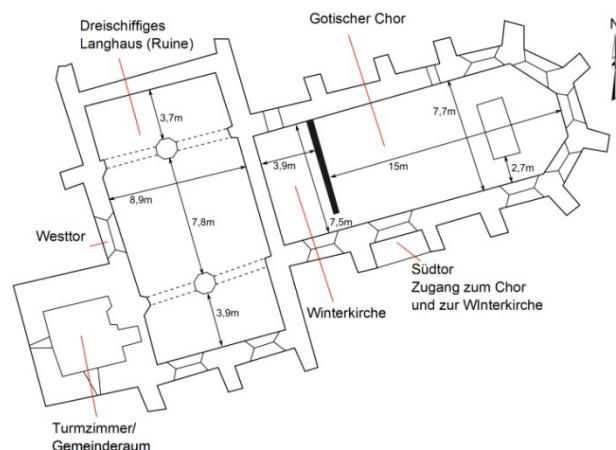 Dreischiffiges
Langhaus (Ruine)
Gotischer Chor
N
3,7m
7,7m
3,9m
15m
2,7m
8,9m
7,8m
7,5m
Westtor
Südtor
Zugang zum Chor
und zur WInterkirche
Winterkirche
3,9m
Turmzimmer/
Gemeinderaum